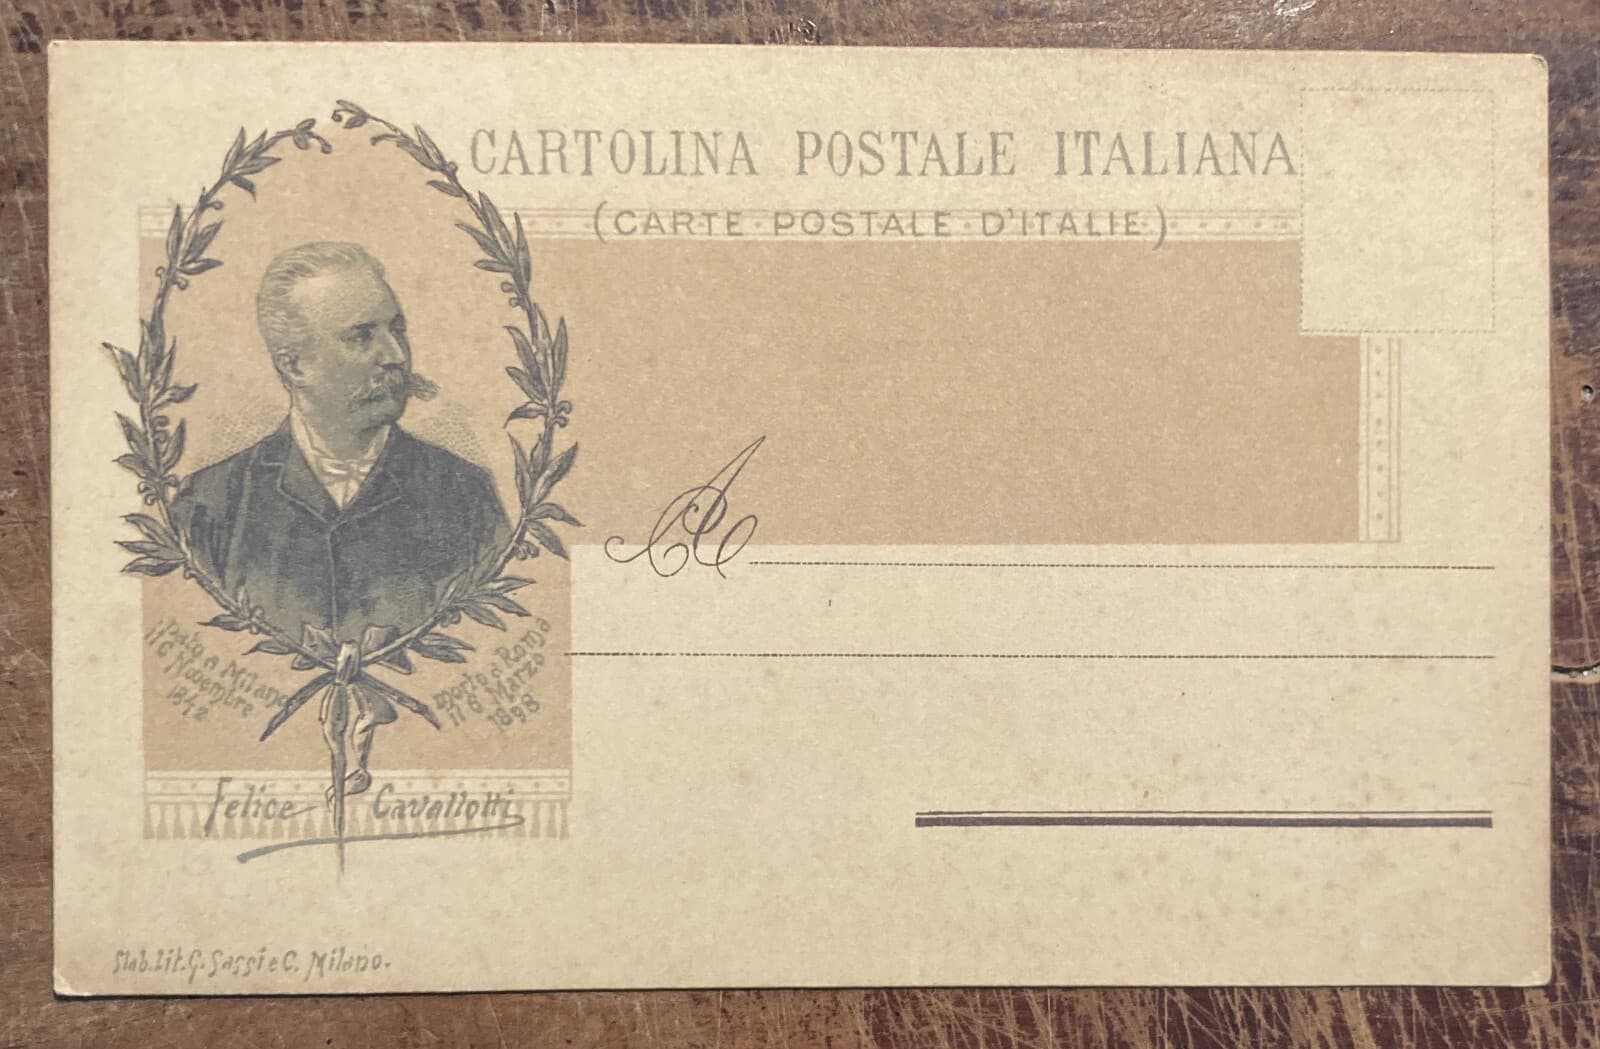 CARTOLINA POSTALE ITALIANA
(CARTE POSTALE D'ITALIE)
A
Nato a Milano
il 6 Novembre
1842
morto a Roma
il 6 Marzo
1898
Felice Cavallotti
Stab. Lit. G. Sassi e C. Milano.